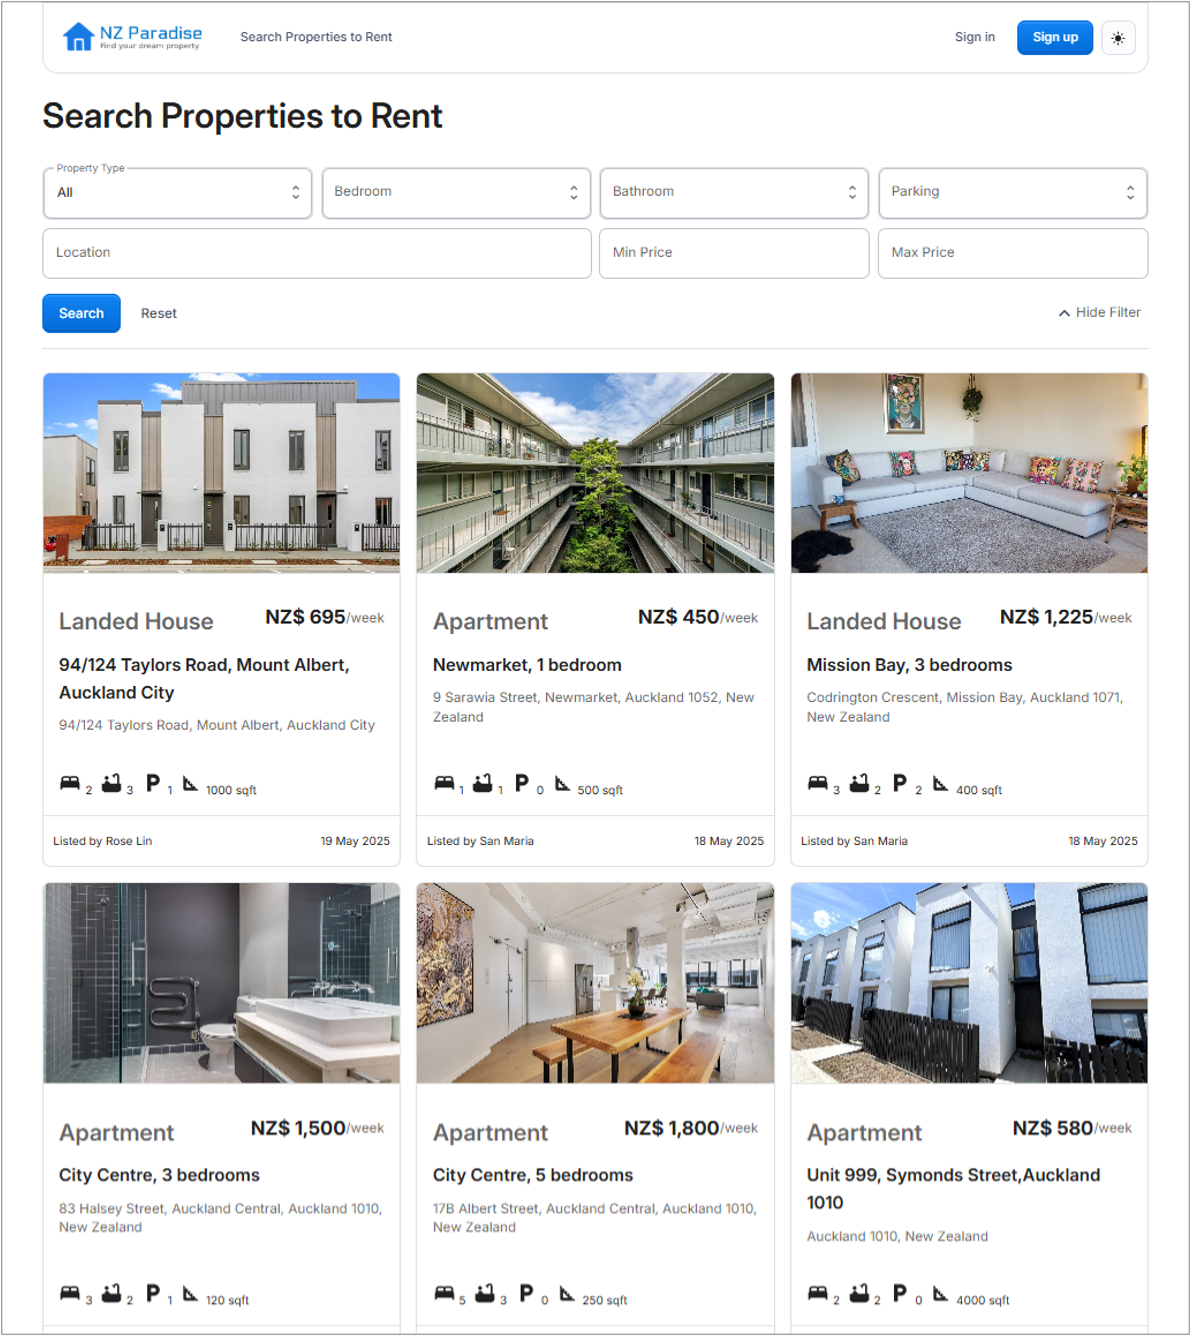 NZ Paradise
Find your dream property
Search Properties to Rent
Sign in
Sign up
Search Properties to Rent
Property Type
All
Bedroom
Bathroom
Parking
Location
Min Price
Max Price
Search
Reset
Hide Filter
Landed House
NZ$ 695/week
94/124 Taylors Road, Mount Albert,
Auckland City
94/124 Taylors Road, Mount Albert, Auckland City
2 3 P 1 1000 sqft
Listed by Rose Lin
19 May 2025
Apartment
NZ$ 450/week
Newmarket, 1 bedroom
9 Sarawia Street, Newmarket, Auckland 1052, New
Zealand
1 1 P 0 500 sqft
Listed by San Maria
18 May 2025
Landed House
NZ$ 1,225/week
Mission Bay, 3 bedrooms
Codrington Crescent, Mission Bay, Auckland 1071,
New Zealand
3 2 P 2 400 sqft
Listed by San Maria
18 May 2025
Apartment
NZ$ 1,500/week
City Centre, 3 bedrooms
83 Halsey Street, Auckland Central, Auckland 1010,
New Zealand
3 2 P 1 120 sqft
Apartment
NZ$ 1,800/week
City Centre, 5 bedrooms
17B Albert Street, Auckland Central, Auckland 1010,
New Zealand
5 3 P 0 250 sqft
Apartment
NZ$ 580/week
Unit 999, Symonds Street,Auckland
1010
Auckland 1010, New Zealand
2 2 P 0 4000 sqft